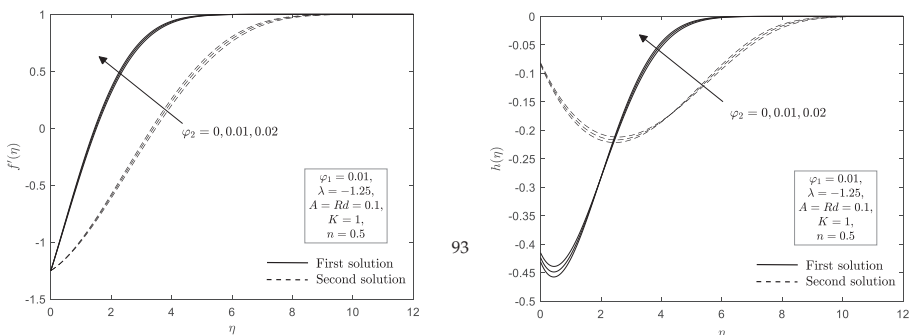 1
0.5
0
-0.5
-1
-1.5
f′(η)
φ₂ = 0, 0.01, 0.02
φ₁ = 0.01,
λ = −1.25,
A = Rd = 0.1,
K = 1,
n = 0.5
First solution
Second solution
0 2 4 6 8 10 12
η
93
0
-0.05
-0.1
-0.15
-0.2
-0.25
-0.3
-0.35
-0.4
-0.45
-0.5
h(η)
φ₂ = 0, 0.01, 0.02
φ₁ = 0.01,
λ = −1.25,
A = Rd = 0.1,
K = 1,
n = 0.5
First solution
Second solution
0 2 4 6 8 10 12
η